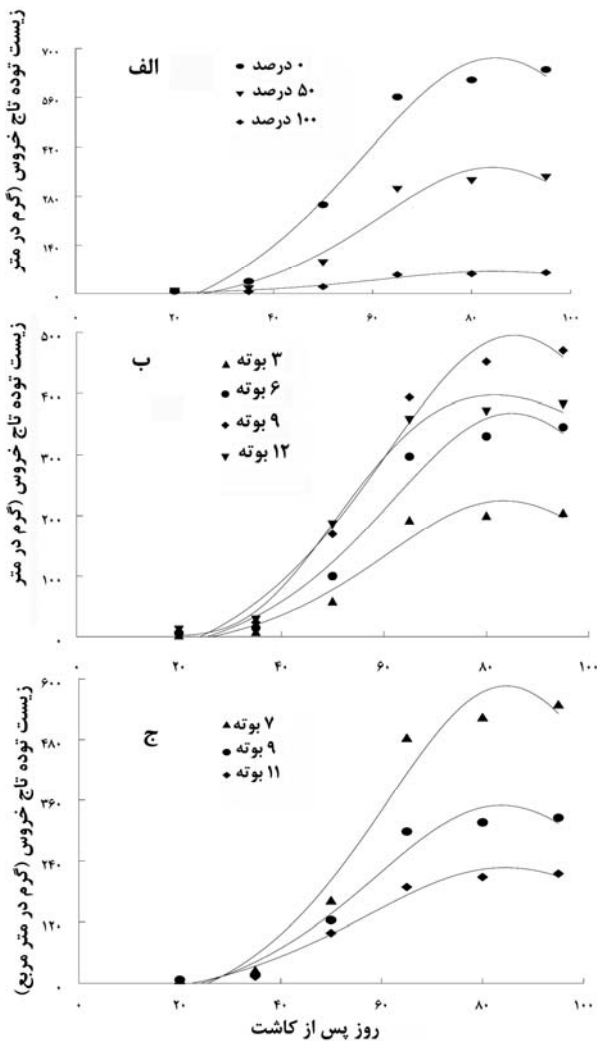 زیست توده تاج خروس (گرم در متر
۷۰۰
۵۶۰
۴۲۰
۲۸۰
۱۴۰
۰
الف
۰ درصد
۵۰ درصد
۱۰۰ درصد
۰ ۲۰ ۴۰ ۶۰ ۸۰ ۱۰۰
زیست توده تاج خروس (گرم در متر
۵۰۰
۴۰۰
۳۰۰
۲۰۰
۱۰۰
۰
ب
۳ بوته
۶ بوته
۹ بوته
۱۲ بوته
۰ ۲۰ ۴۰ ۶۰ ۸۰ ۱۰۰
زیست توده تاج خروس (گرم در متر مربع)
۶۰۰
۴۸۰
۳۶۰
۲۴۰
۱۲۰
۰
ج
۷ بوته
۹ بوته
۱۱ بوته
۰ ۲۰ ۴۰ ۶۰ ۸۰ ۱۰۰
روز پس از کاشت